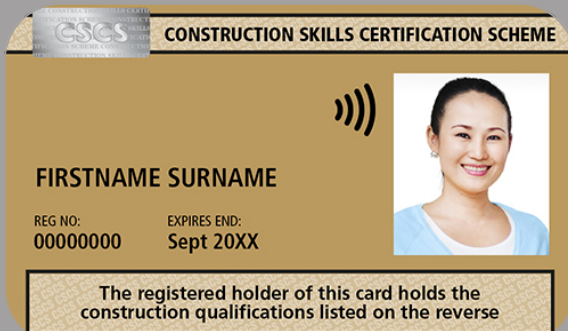 CSCS
CONSTRUCTION SKILLS CERTIFICATION SCHEME
FIRSTNAME SURNAME
REG NO:
EXPIRES END:
00000000
Sept 20XX
The registered holder of this card holds the
construction qualifications listed on the reverse